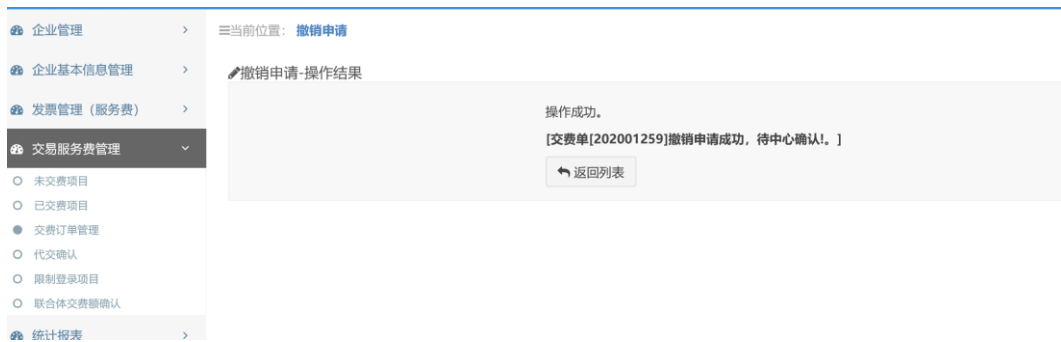 企业管理
企业基本信息管理
发票管理（服务费）
交易服务费管理
未交费项目
已交费项目
交费订单管理
代交确认
限制登录项目
联合体交费额确认
统计报表
当前位置： 撤销申请
撤销申请-操作结果
操作成功。
[交费单[202001259]撤销申请成功，待中心确认!。]
返回列表